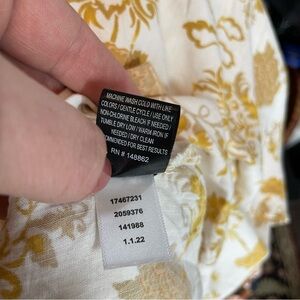 MACHINE WASH COLD WITH LIKE
COLORS / GENTLE CYCLE / USE ONLY
NON-CHLORINE BLEACH IF NEEDED /
TUMBLE DRY LOW / WARM IRON IF
NEEDED / DRY CLEAN
OMMENDED FOR BEST RESULTS
RN # 148862
17467231
2059376
141988
1.1.22